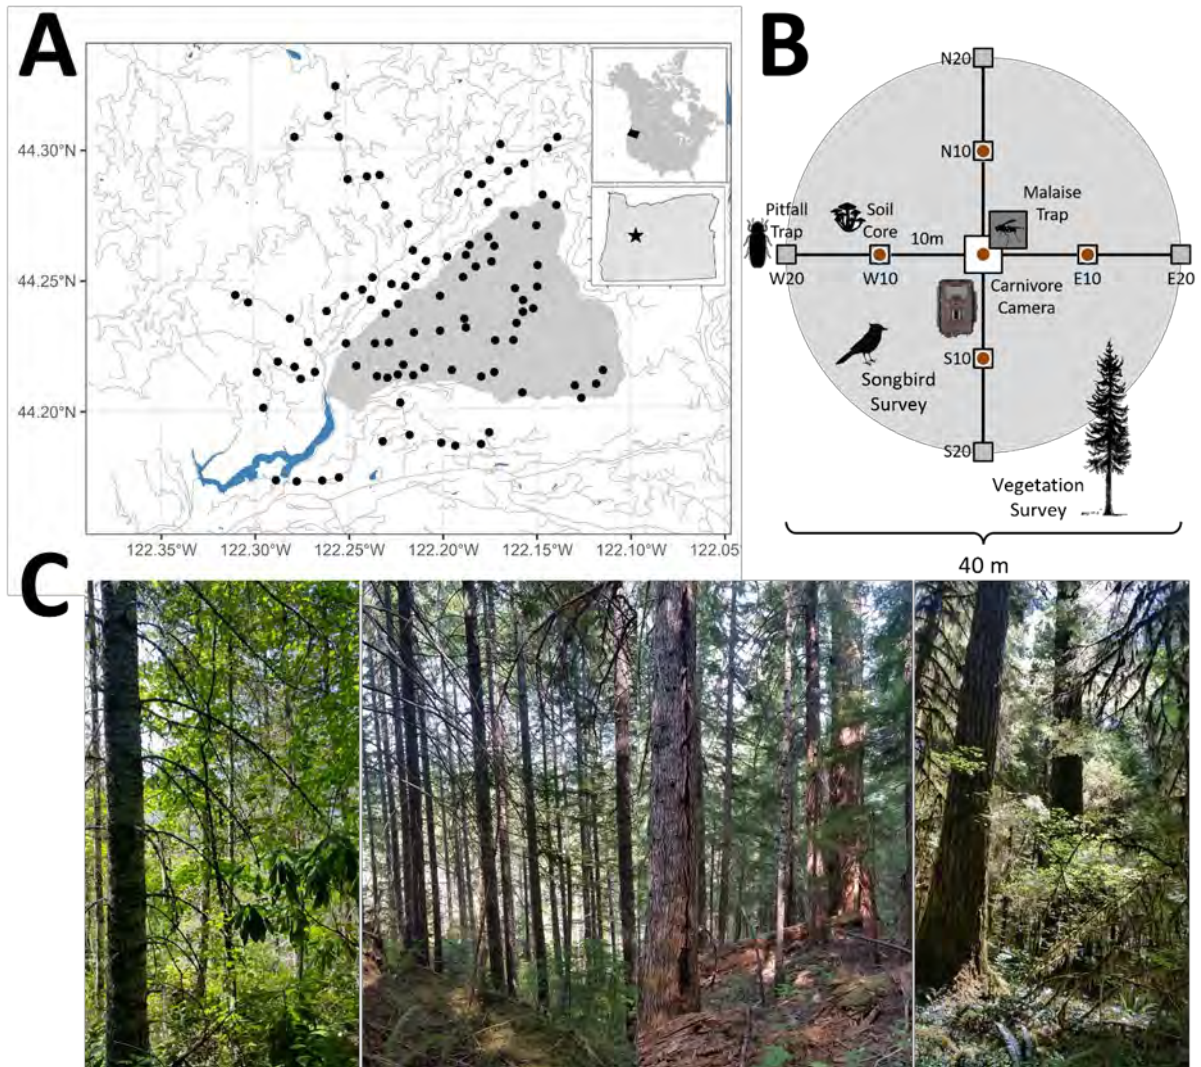 A
44.30°N
44.25°N
44.20°N
122.35°W
122.30°W
122.25°W
122.20°W
122.15°W
122.10°W
122.05
B
N20
N10
Malaise
Trap
Pitfall
Trap
Soil
Core
10m
W20
W10
E10
E20
Carnivore
Camera
S10
Songbird
Survey
S20
Vegetation
Survey
40 m
C